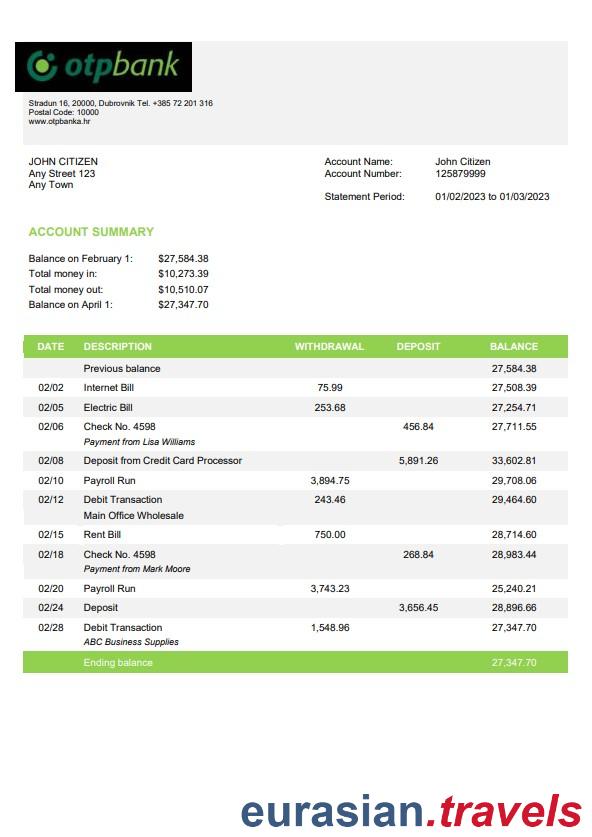 otpbank
Stradun 16, 20000, Dubrovnik Tel. +385 72 201 316
Postal Code: 10000
www.otpbanka.hr
JOHN CITIZEN
Any Street 123
Any Town
Account Name: John Citizen
Account Number: 125879999
Statement Period: 01/02/2023 to 01/03/2023
ACCOUNT SUMMARY
Balance on February 1: $27,584.38
Total money in: $10,273.39
Total money out: $10,510.07
Balance on April 1: $27,347.70
DATE DESCRIPTION WITHDRAWAL DEPOSIT BALANCE
Previous balance 27,584.38
02/02 Internet Bill 75.99 27,508.39
02/05 Electric Bill 253.68 27,254.71
02/06 Check No. 4598 456.84 27,711.55
Payment from Lisa Williams
02/08 Deposit from Credit Card Processor 5,891.26 33,602.81
02/10 Payroll Run 3,894.75 29,708.06
02/12 Debit Transaction 243.46 29,464.60
Main Office Wholesale
02/15 Rent Bill 750.00 28,714.60
02/18 Check No. 4598 268.84 28,983.44
Payment from Mark Moore
02/20 Payroll Run 3,743.23 25,240.21
02/24 Deposit 3,656.45 28,896.66
02/28 Debit Transaction 1,548.96 27,347.70
ABC Business Supplies
Ending balance 27,347.70
eurasian.travels